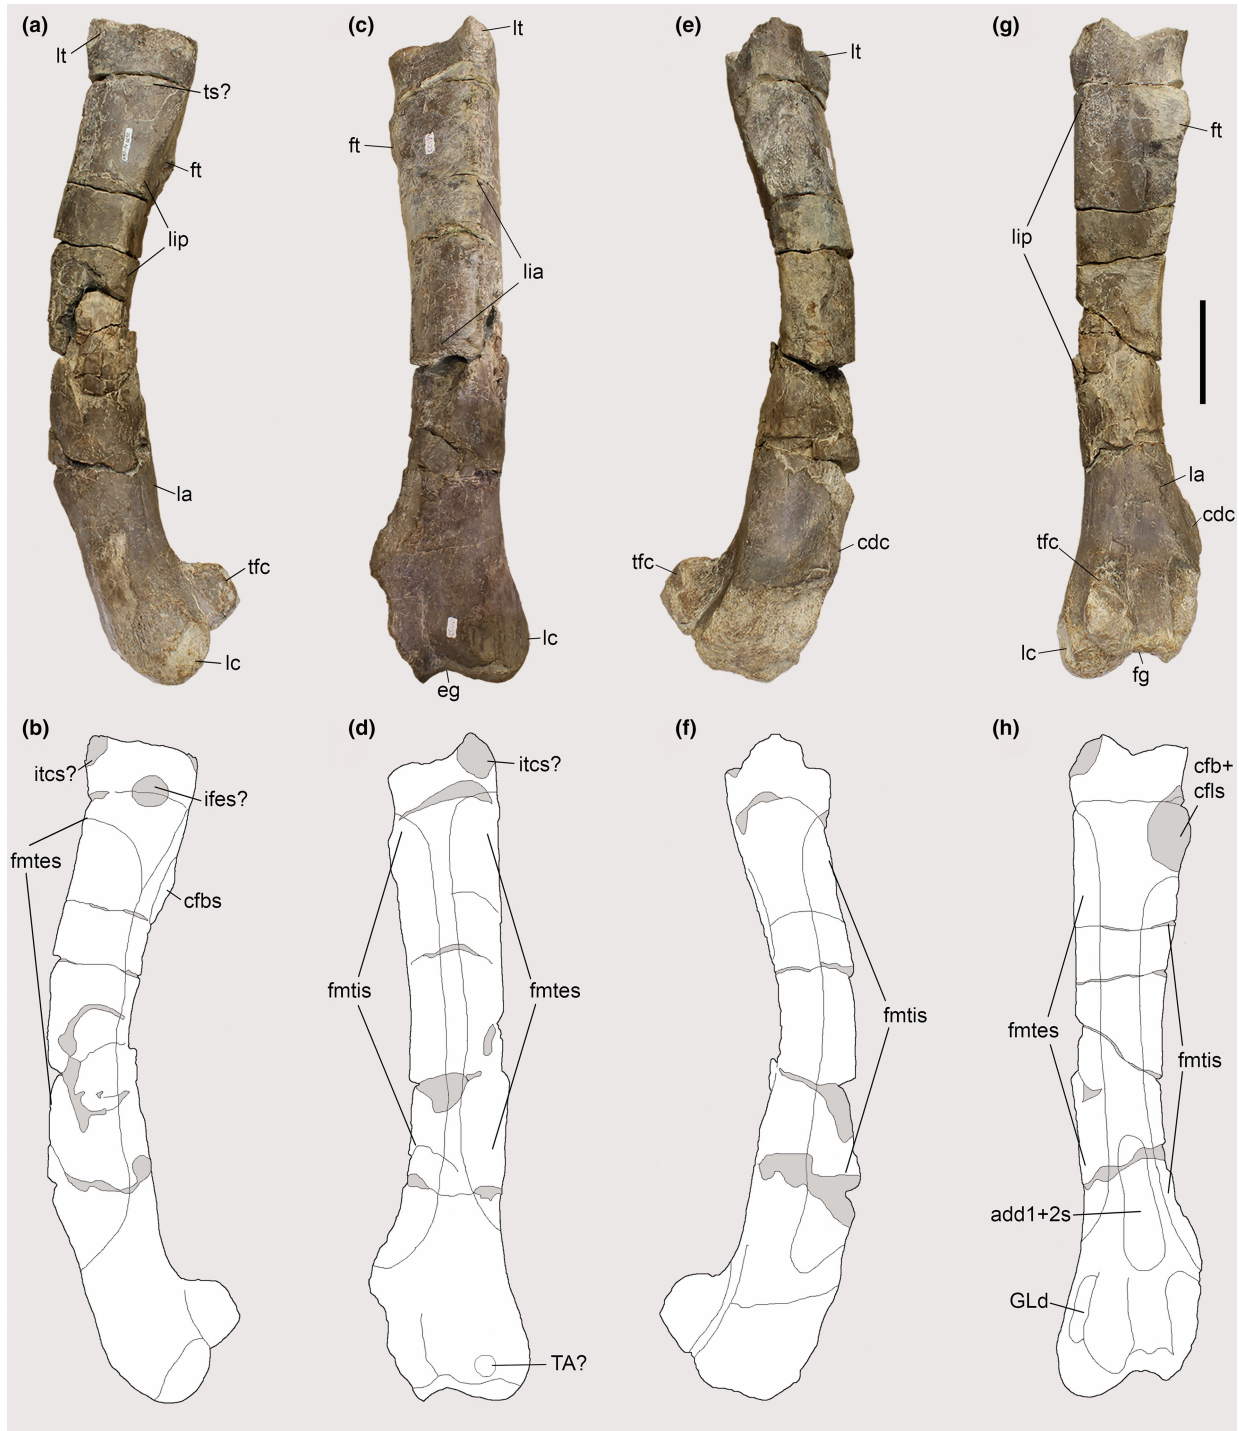 (a)
(c)
(e)
(g)
lt
lt
lt
ts?
ft
ft
ft
lip
lip
lia
la
la
cdc
cdc
tfc
tfc
tfc
lc
lc
lc
eg
fg
(b)
(d)
(f)
(h)
itcs?
itcs?
ifes?
cfb+
cfls
fmtes
cfbs
fmtis
fmtes
fmtis
fmtes
fmtis
add1+2s
GLd
TA?